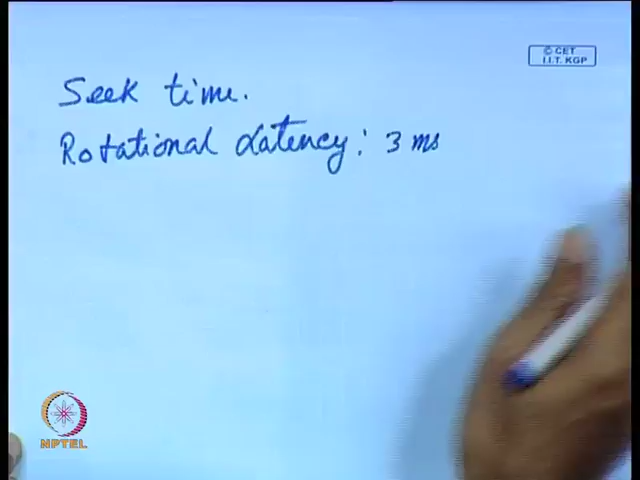 © CET
I.I.T. KGP
Seek time.
Rotational Latency: 3 ms
NPTEL